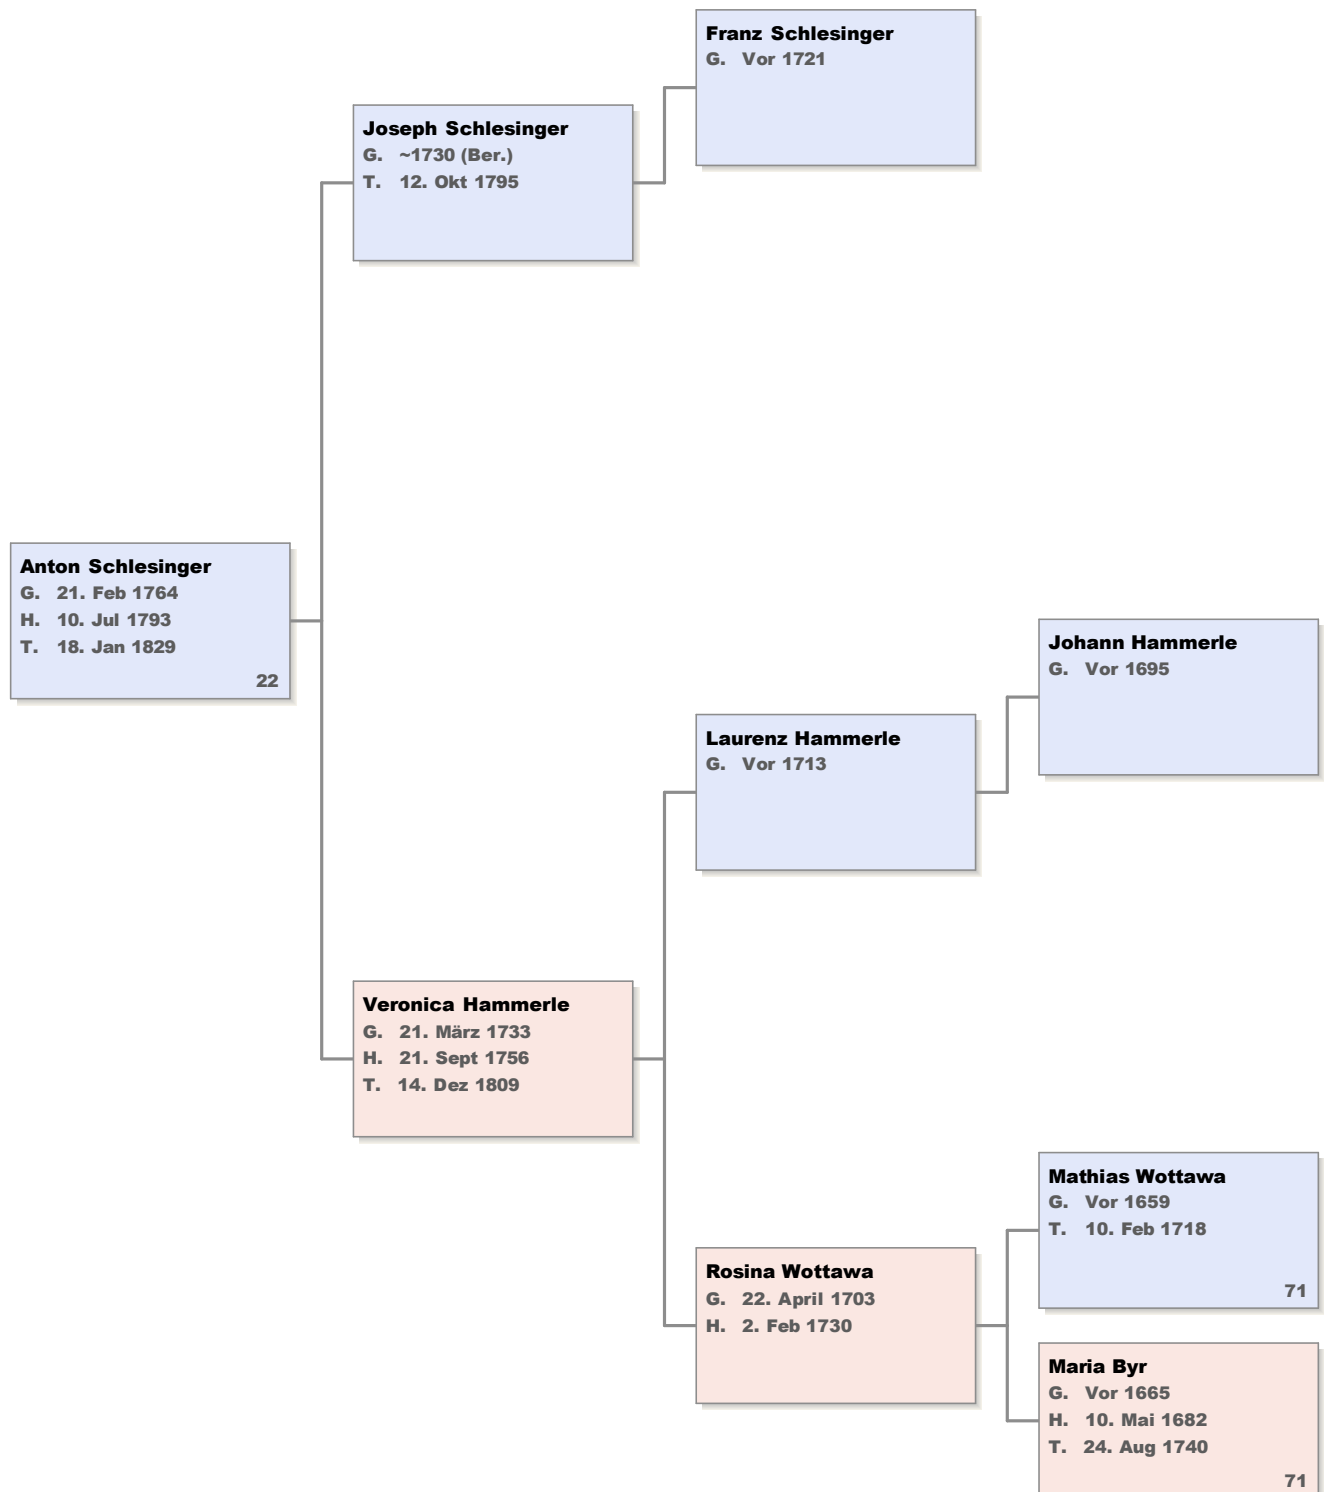 Franz Schlesinger
G. Vor 1721
Joseph Schlesinger
G. ~1730 (Ber.)
T. 12. Okt 1795
Anton Schlesinger
G. 21. Feb 1764
H. 10. Jul 1793
T. 18. Jan 1829
22
Johann Hammerle
G. Vor 1695
Laurenz Hammerle
G. Vor 1713
Veronica Hammerle
G. 21. März 1733
H. 21. Sept 1756
T. 14. Dez 1809
Mathias Wottawa
G. Vor 1659
T. 10. Feb 1718
71
Rosina Wottawa
G. 22. April 1703
H. 2. Feb 1730
Maria Byr
G. Vor 1665
H. 10. Mai 1682
T. 24. Aug 1740
71